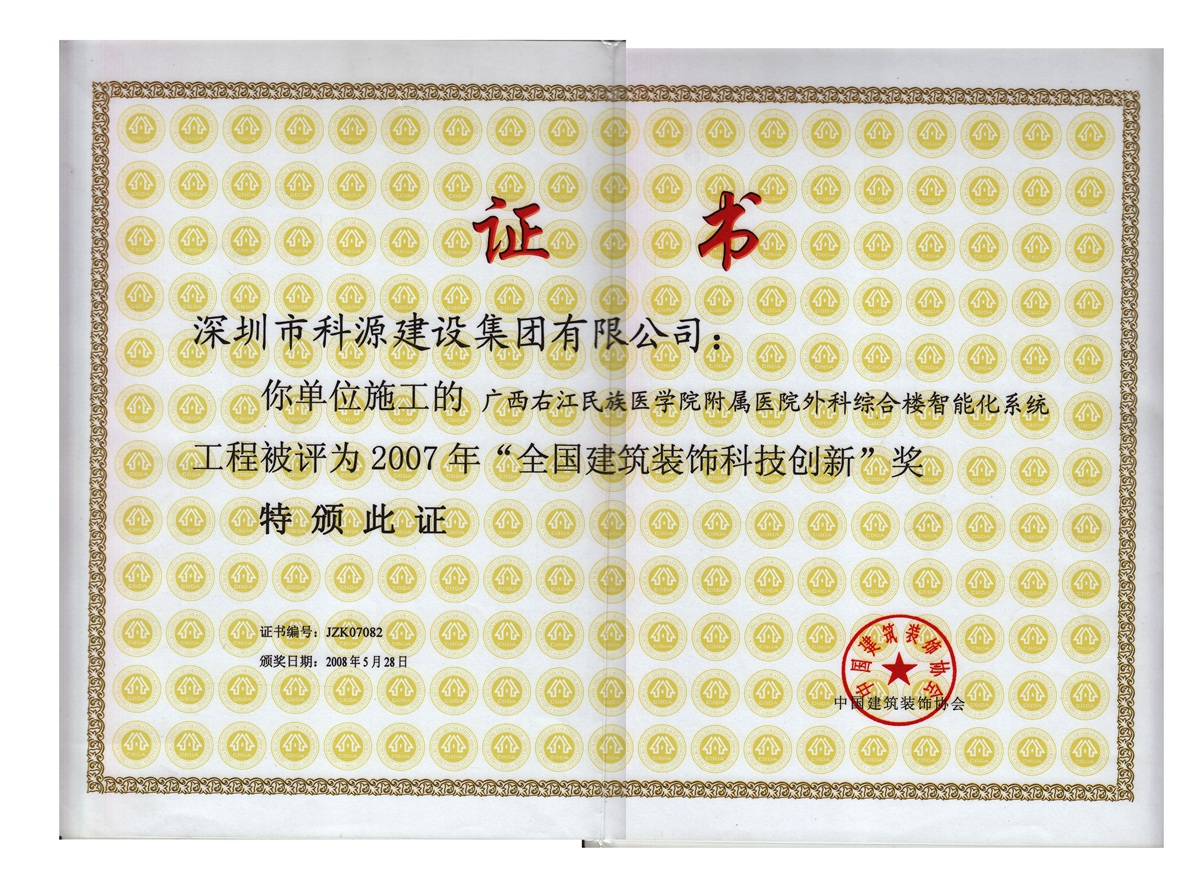 证 书
深圳市科源建设集团有限公司：
你单位施工的 广西右江民族医学院附属医院外科综合楼智能化系统
工程被评为2007年“全国建筑装饰科技创新”奖
特颁此证
证书编号：JZK07082
颁奖日期：2008年5月28日
中国建筑装饰协会
中国建筑装饰协会